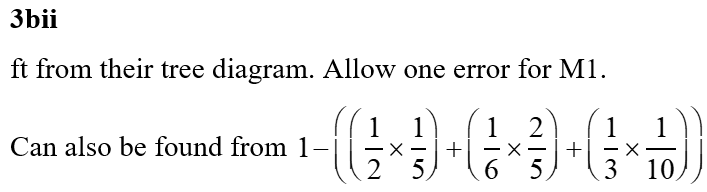 3bii
ft from their tree diagram. Allow one error for M1.
Can also be found from 1−((1/2 × 1/5)+(1/6 × 2/5)+(1/3 × 1/10))